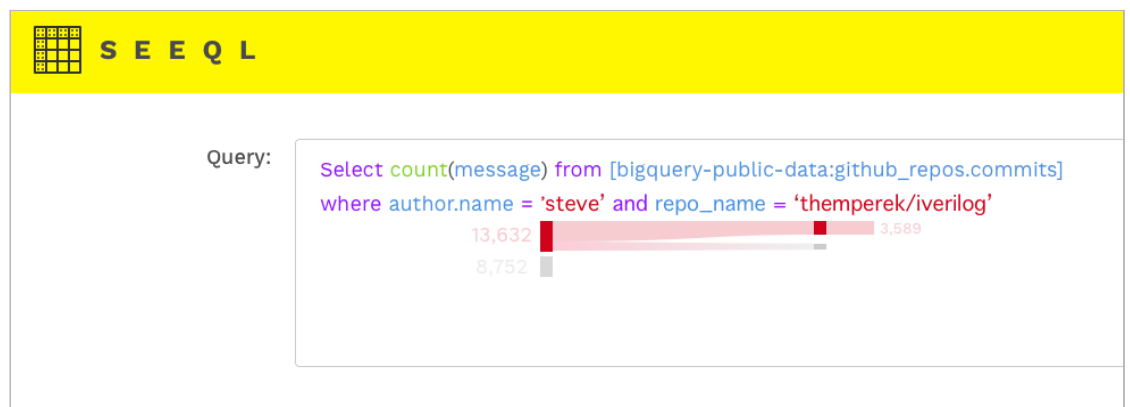 SEEQL
Query:
Select count(message) from [bigquery-public-data:github_repos.commits]
where author.name = ’steve’ and repo_name = ‘themperek/iverilog’
13,632 3,589
8,752